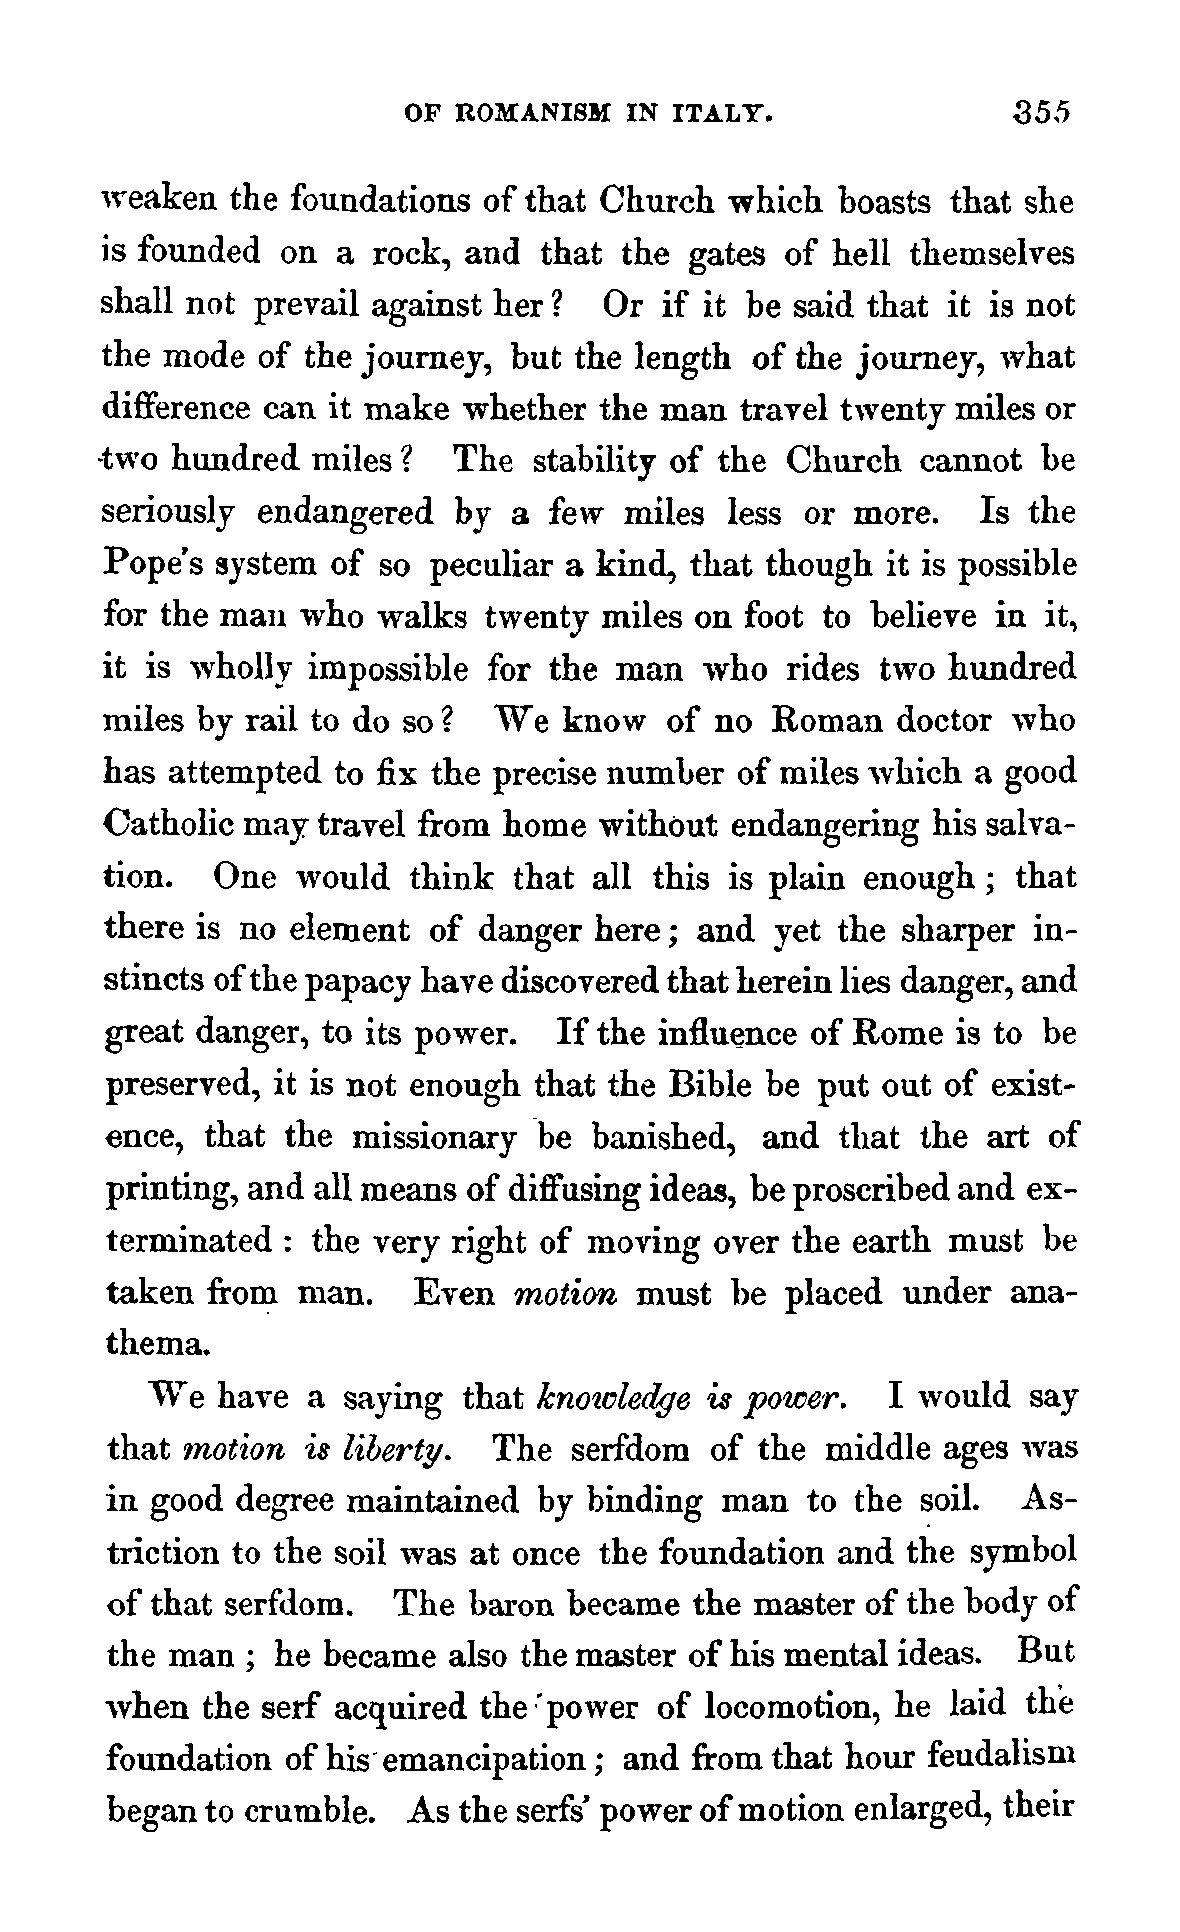 OF ROMANISM IN ITALY. 355
weaken the foundations of that Church which boasts that she
is founded on a rock, and that the gates of hell themselves
shall not prevail against her? Or if it be said that it is not
the mode of the journey, but the length of the journey, what
difference can it make whether the man travel twenty miles or
two hundred miles? The stability of the Church cannot be
seriously endangered by a few miles less or more. Is the
Pope's system of so peculiar a kind, that though it is possible
for the man who walks twenty miles on foot to believe in it,
it is wholly impossible for the man who rides two hundred
miles by rail to do so? We know of no Roman doctor who
has attempted to fix the precise number of miles which a good
Catholic may travel from home without endangering his salva-
tion. One would think that all this is plain enough; that
there is no element of danger here; and yet the sharper in-
stincts of the papacy have discovered that herein lies danger, and
great danger, to its power. If the influence of Rome is to be
preserved, it is not enough that the Bible be put out of exist-
ence, that the missionary be banished, and that the art of
printing, and all means of diffusing ideas, be proscribed and ex-
terminated: the very right of moving over the earth must be
taken from man. Even motion must be placed under ana-
thema.
We have a saying that knowledge is power. I would say
that motion is liberty. The serfdom of the middle ages was
in good degree maintained by binding man to the soil. As-
triction to the soil was at once the foundation and the symbol
of that serfdom. The baron became the master of the body of
the man; he became also the master of his mental ideas. But
when the serf acquired the power of locomotion, he laid the
foundation of his emancipation; and from that hour feudalism
began to crumble. As the serfs' power of motion enlarged, their